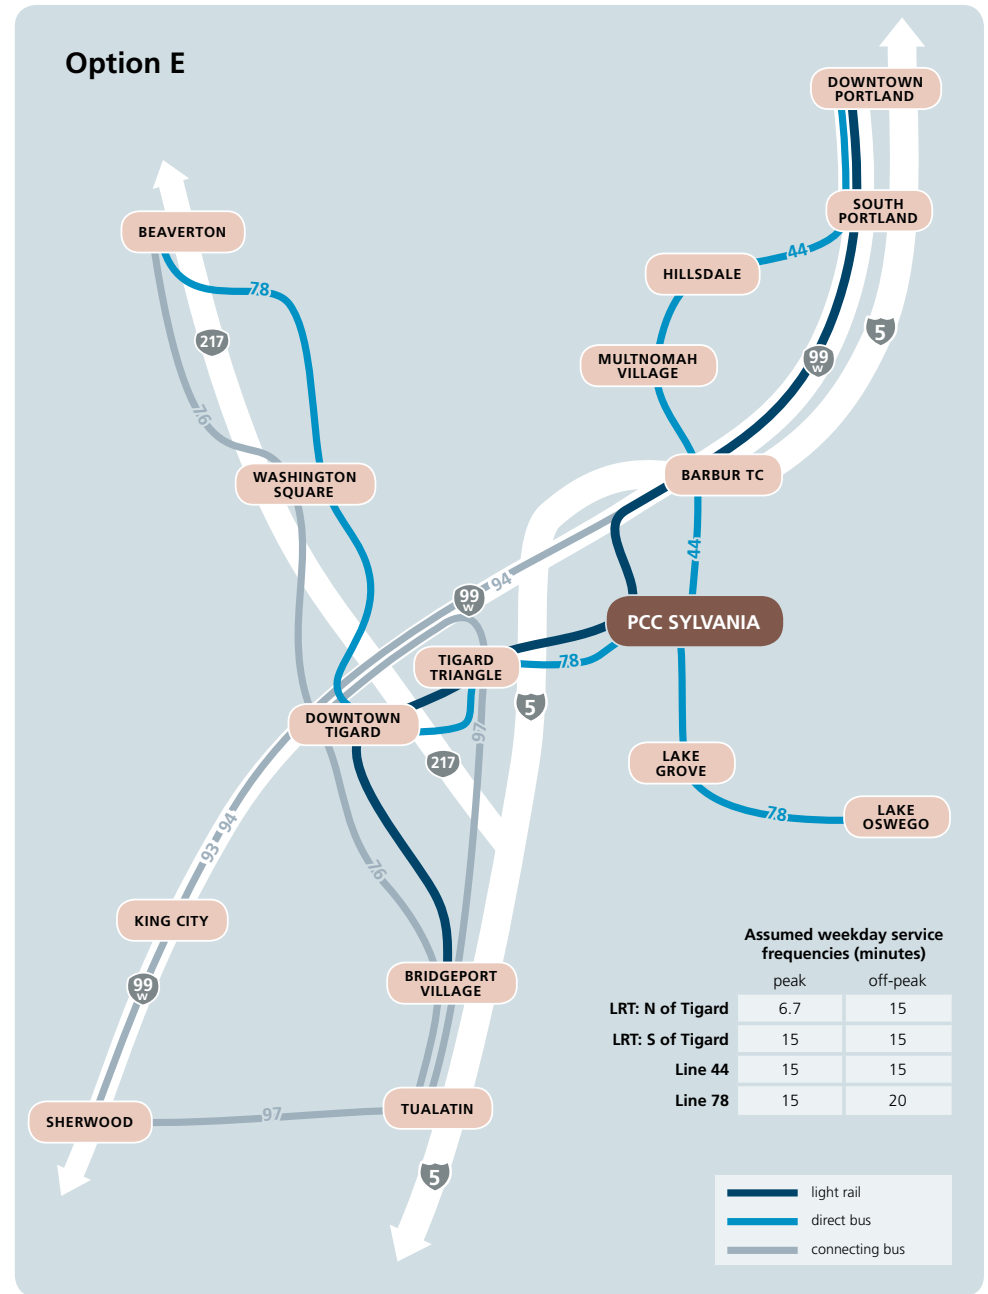 Option E
DOWNTOWN
PORTLAND
SOUTH
PORTLAND
BEAVERTON
44
HILLSDALE
78
5
217
99
W
MULTNOMAH
VILLAGE
76
BARBUR TC
WASHINGTON
SQUARE
44
94
99
W
PCC SYLVANIA
TIGARD
TRIANGLE
78
5
DOWNTOWN
TIGARD
97
217
LAKE
GROVE
78
LAKE
OSWEGO
94
93
76
KING CITY
Assumed weekday service
frequencies (minutes)
peak off-peak
LRT: N of Tigard 6.7 15
LRT: S of Tigard 15 15
Line 44 15 15
Line 78 15 20
BRIDGEPORT
VILLAGE
99
W
TUALATIN
97
SHERWOOD
5
light rail
direct bus
connecting bus